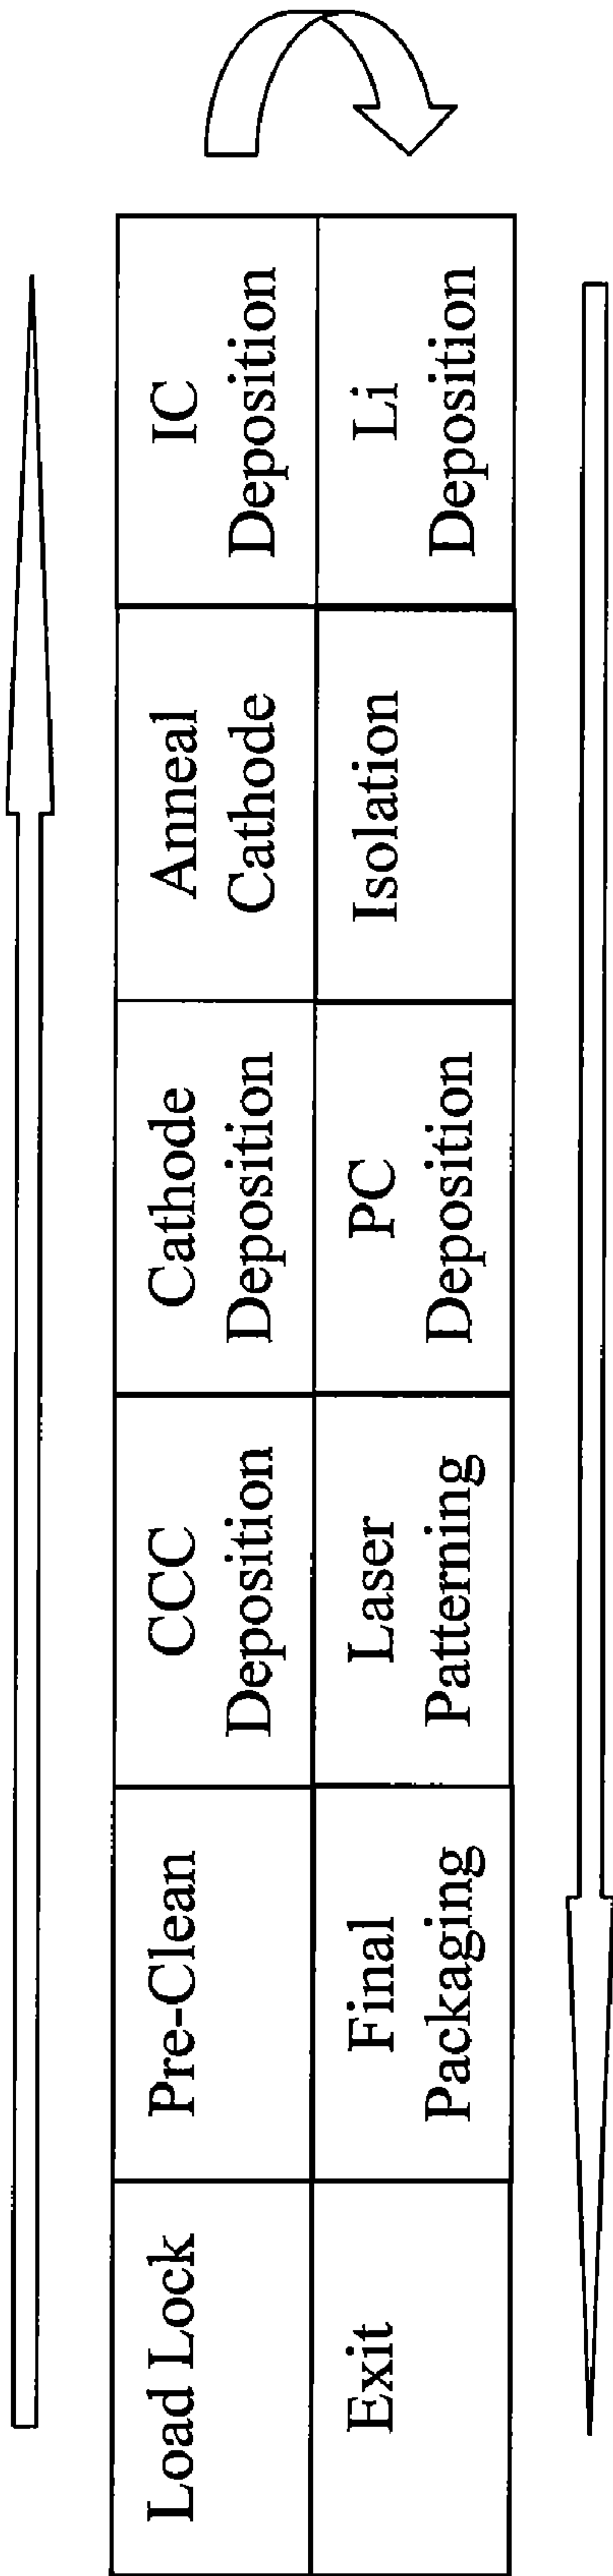 Load Lock
Pre-Clean
CCC
Deposition
Cathode
Deposition
Anneal
Cathode
IC
Deposition
Li
Deposition
Isolation
PC
Deposition
Laser
Patterning
Final
Packaging
Exit